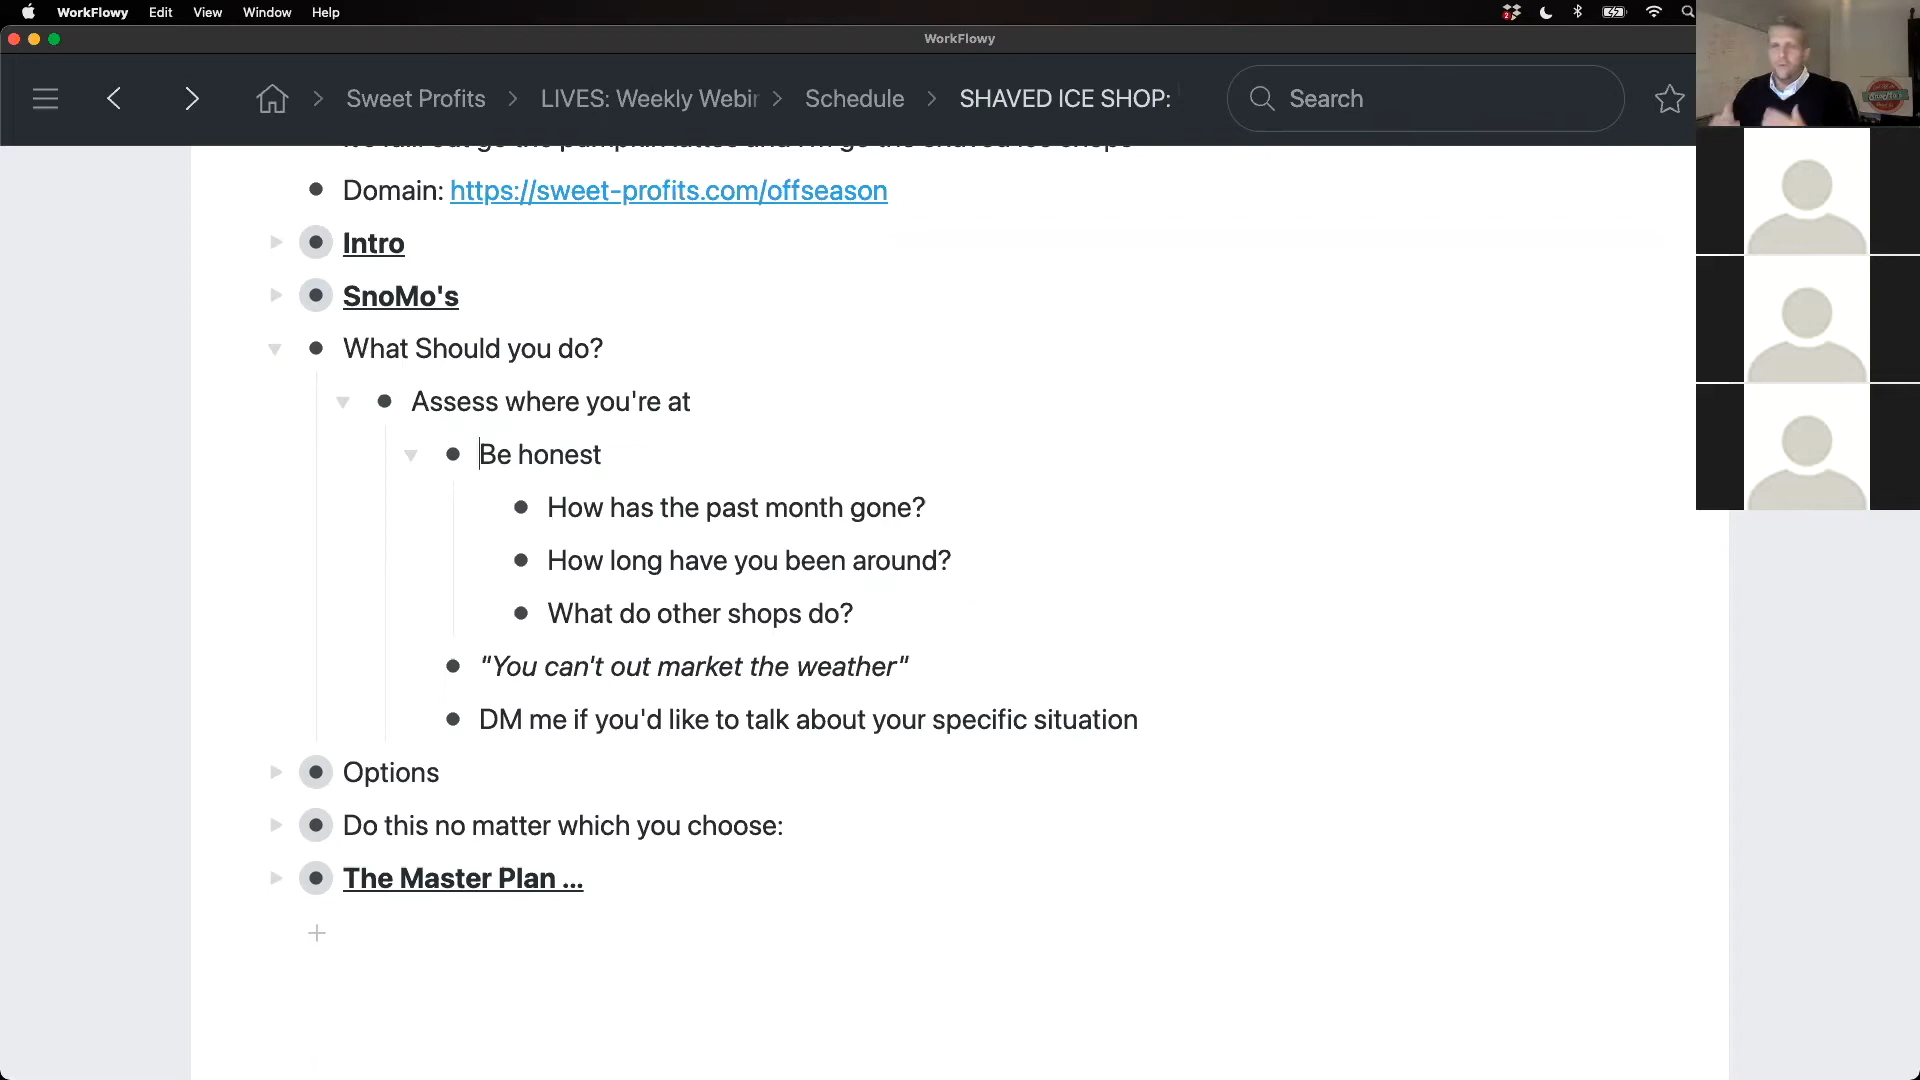 WorkFlowy Edit View Window Help
WorkFlowy
Sweet Profits LIVES: Weekly Webir Schedule SHAVED ICE SHOP: Search
Domain: https://sweet-profits.com/offseason
Intro
SnoMo's
What Should you do?
Assess where you're at
Be honest
How has the past month gone?
How long have you been around?
What do other shops do?
"You can't out market the weather"
DM me if you'd like to talk about your specific situation
Options
Do this no matter which you choose:
The Master Plan ...